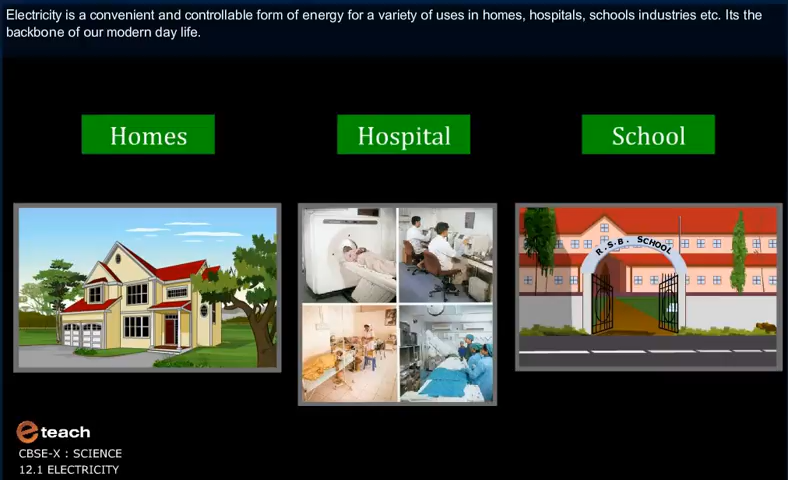 Electricity is a convenient and controllable form of energy for a variety of uses in homes, hospitals, schools industries etc. Its the
backbone of our modern day life.
Homes
Hospital
School
R.S.B. SCHOOL
eteach
CBSE-X : SCIENCE
12.1 ELECTRICITY